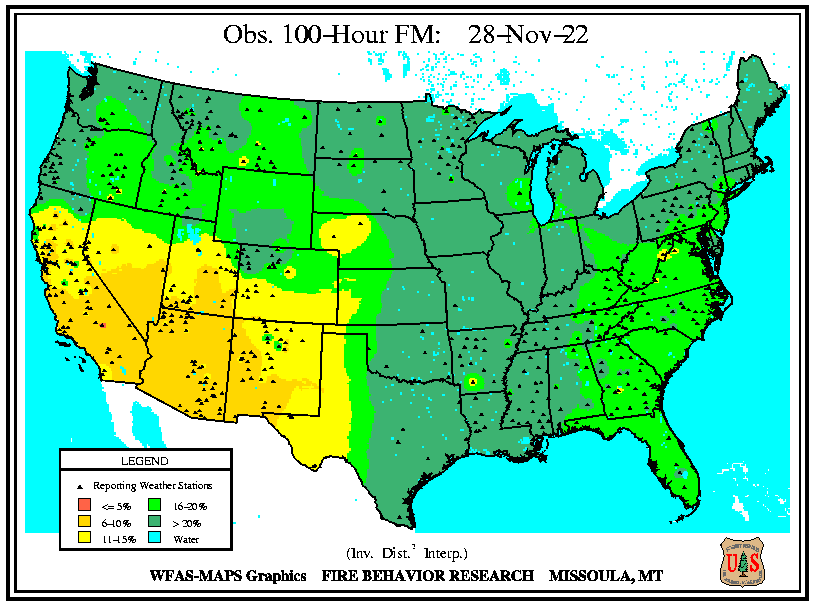 Obs. 100-Hour FM: 28-Nov-22
LEGEND
Reporting Weather Stations
<= 5%
6-10%
11-15%
16-20%
> 20%
Water
(Inv. Dist.² Interp.)
WFAS-MAPS Graphics FIRE BEHAVIOR RESEARCH MISSOULA, MT
U S